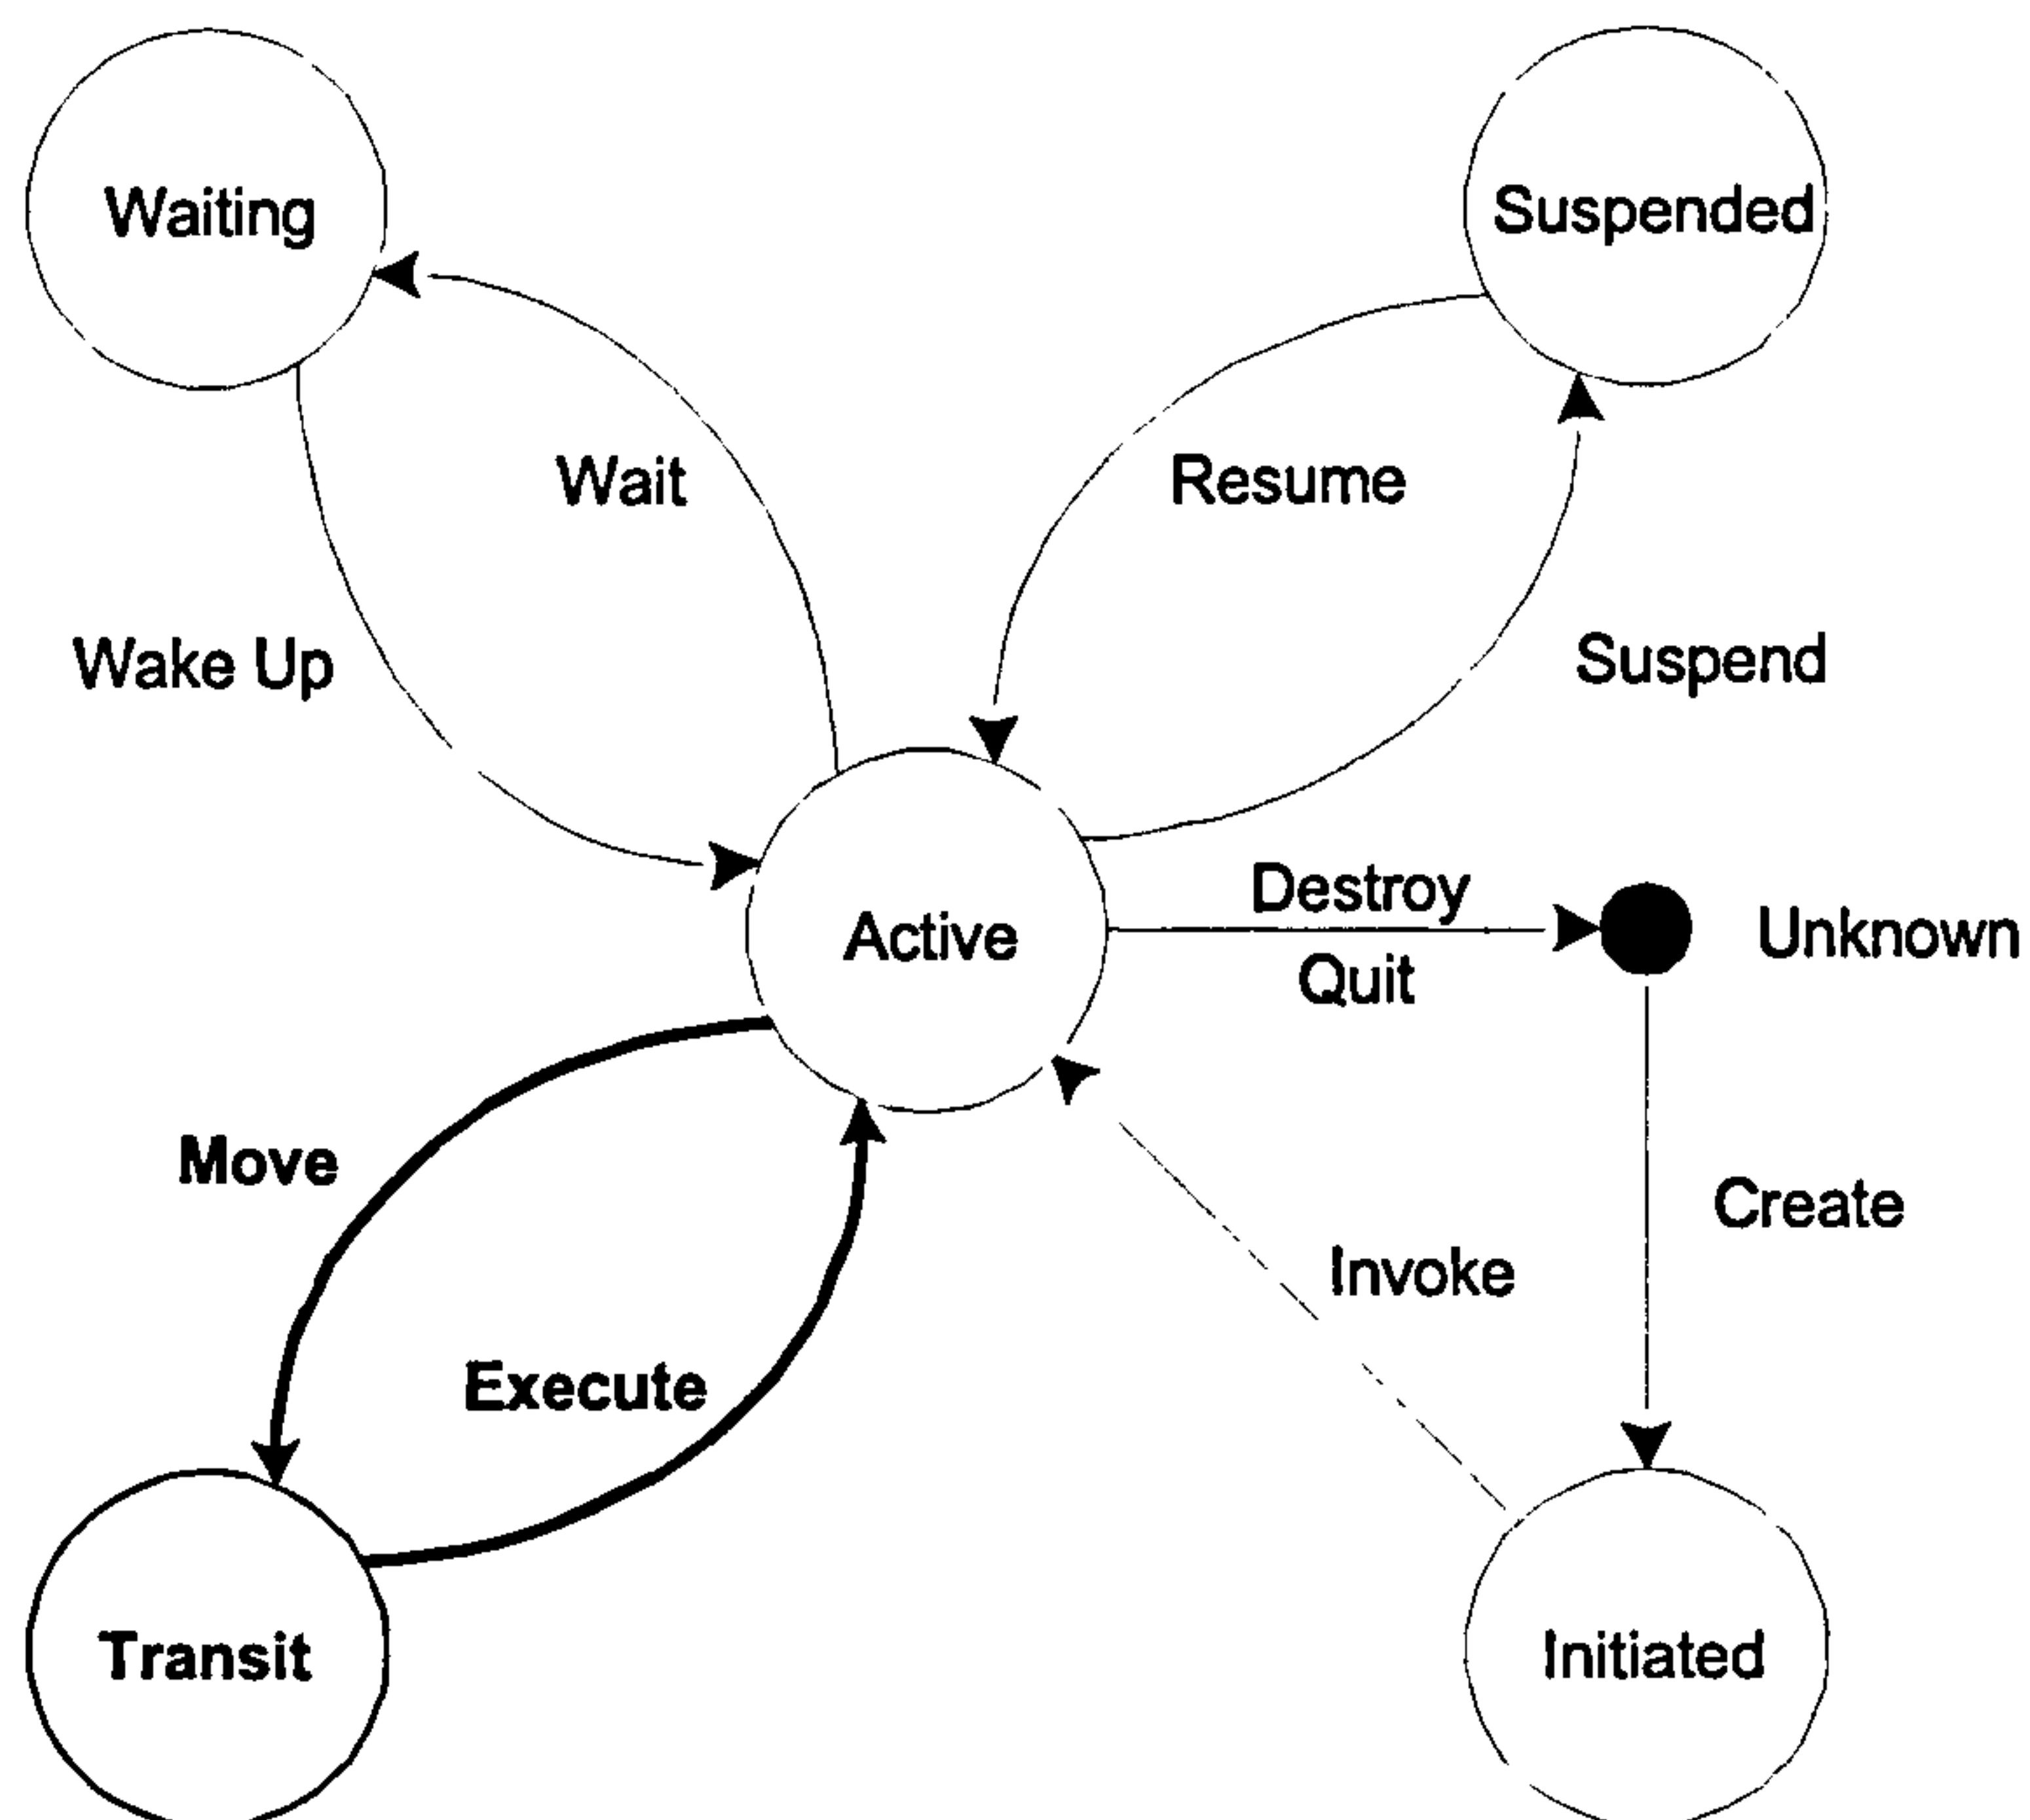 Waiting
Suspended
Wait
Resume
Wake Up
Suspend
Destroy
Active
Unknown
Quit
Move
Create
Invoke
Execute
Transit
Initiated